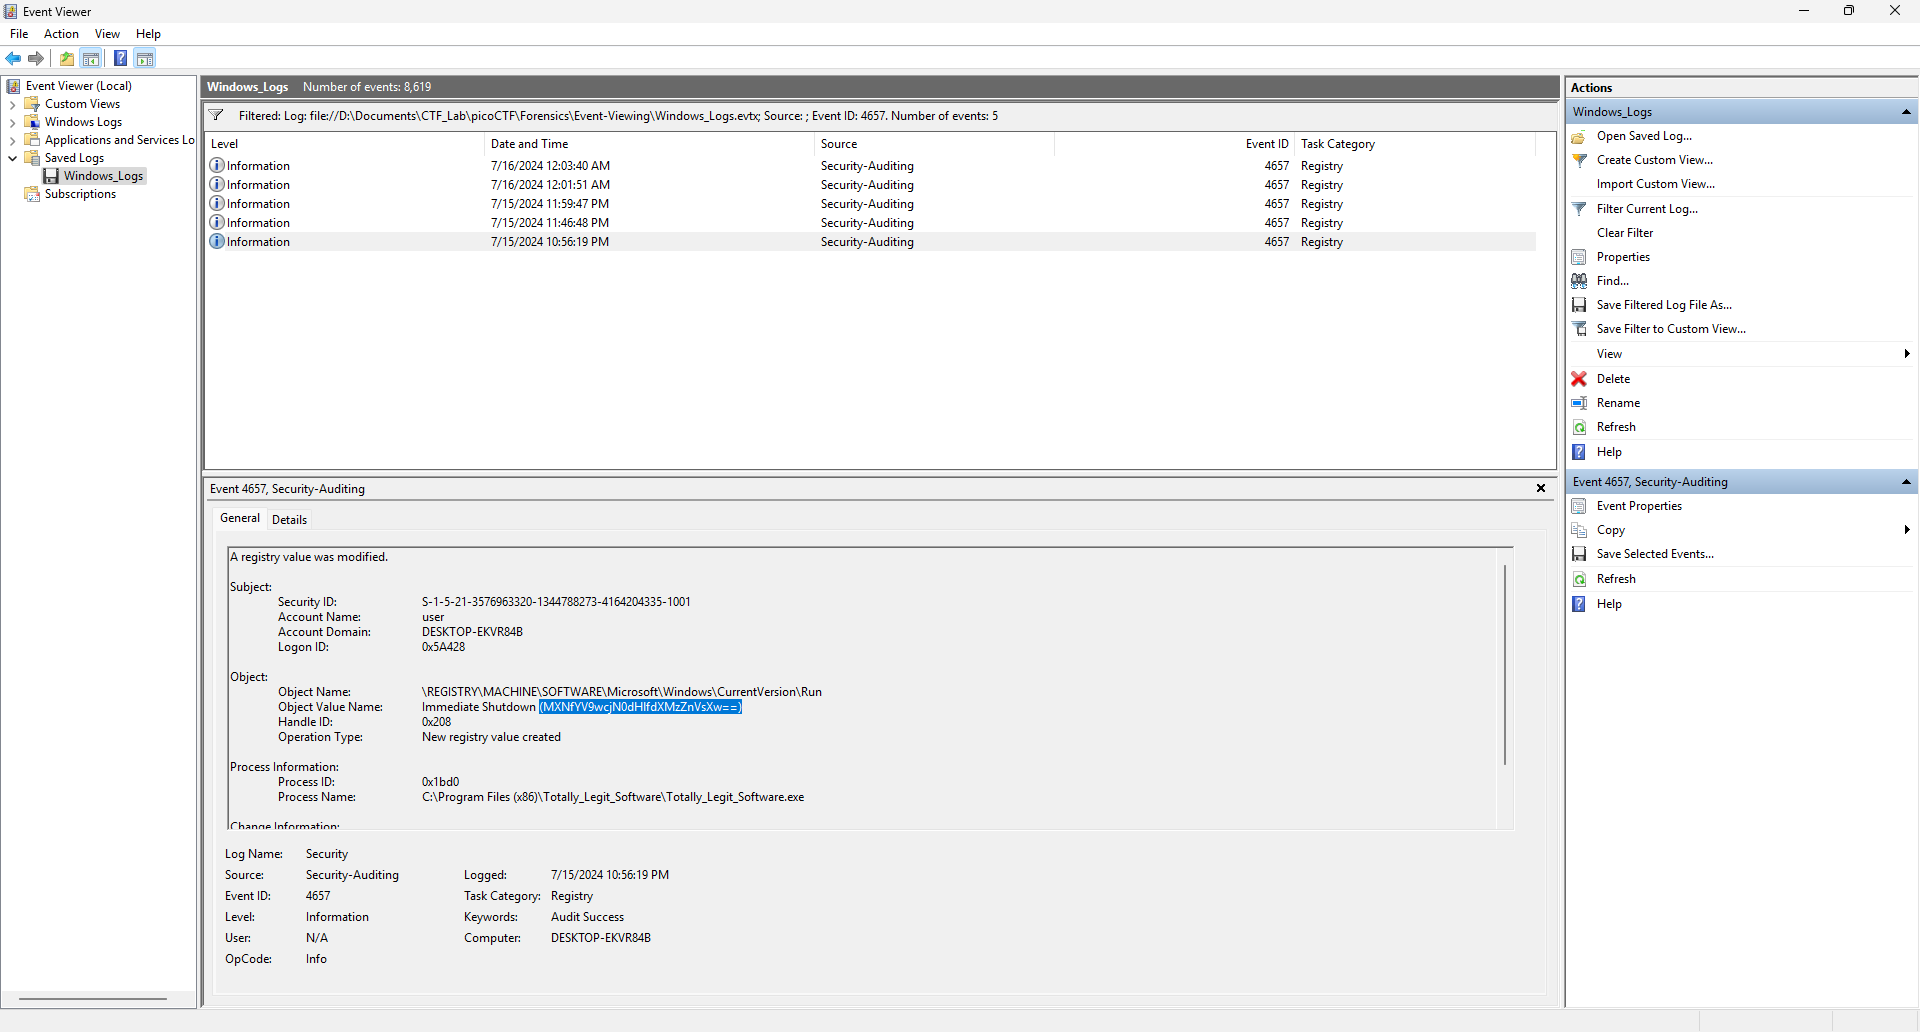 Event Viewer
File Action View Help
Event Viewer (Local)
Custom Views
Windows Logs
Applications and Services Lo
Saved Logs
Windows_Logs
Subscriptions
Windows_Logs Number of events: 8,619
Filtered: Log: file://D:\Documents\CTF_Lab\picoCTF\Forensics\Event-Viewing\Windows_Logs.evtx; Source: ; Event ID: 4657. Number of events: 5
Level Date and Time Source Event ID Task Category
Information 7/16/2024 12:03:40 AM Security-Auditing 4657 Registry
Information 7/16/2024 12:01:51 AM Security-Auditing 4657 Registry
Information 7/15/2024 11:59:47 PM Security-Auditing 4657 Registry
Information 7/15/2024 11:46:48 PM Security-Auditing 4657 Registry
Information 7/15/2024 10:56:19 PM Security-Auditing 4657 Registry
Event 4657, Security-Auditing
General Details
A registry value was modified.
Subject:
Security ID: S-1-5-21-3576963320-1344788273-4164204335-1001
Account Name: user
Account Domain: DESKTOP-EKVR84B
Logon ID: 0x5A428
Object:
Object Name: \REGISTRY\MACHINE\SOFTWARE\Microsoft\Windows\CurrentVersion\Run
Object Value Name: Immediate Shutdown (MXNfYV9wcjN0dHlfdXMzZnVsXw==)
Handle ID: 0x208
Operation Type: New registry value created
Process Information:
Process ID: 0x1bd0
Process Name: C:\Program Files (x86)\Totally_Legit_Software\Totally_Legit_Software.exe
Change Information:
Log Name: Security
Source: Security-Auditing Logged: 7/15/2024 10:56:19 PM
Event ID: 4657 Task Category: Registry
Level: Information Keywords: Audit Success
User: N/A Computer: DESKTOP-EKVR84B
OpCode: Info
Actions
Windows_Logs
Open Saved Log...
Create Custom View...
Import Custom View...
Filter Current Log...
Clear Filter
Properties
Find...
Save Filtered Log File As...
Save Filter to Custom View...
View
Delete
Rename
Refresh
Help
Event 4657, Security-Auditing
Event Properties
Copy
Save Selected Events...
Refresh
Help